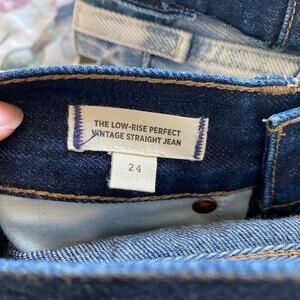 THE LOW-RISE PERFECT
VINTAGE STRAIGHT JEAN
24